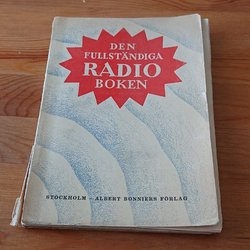 DEN
FULLSTÄNDIGA
RADIO
BOKEN
STOCKHOLM - ALBERT BONNIERS FÖRLAG